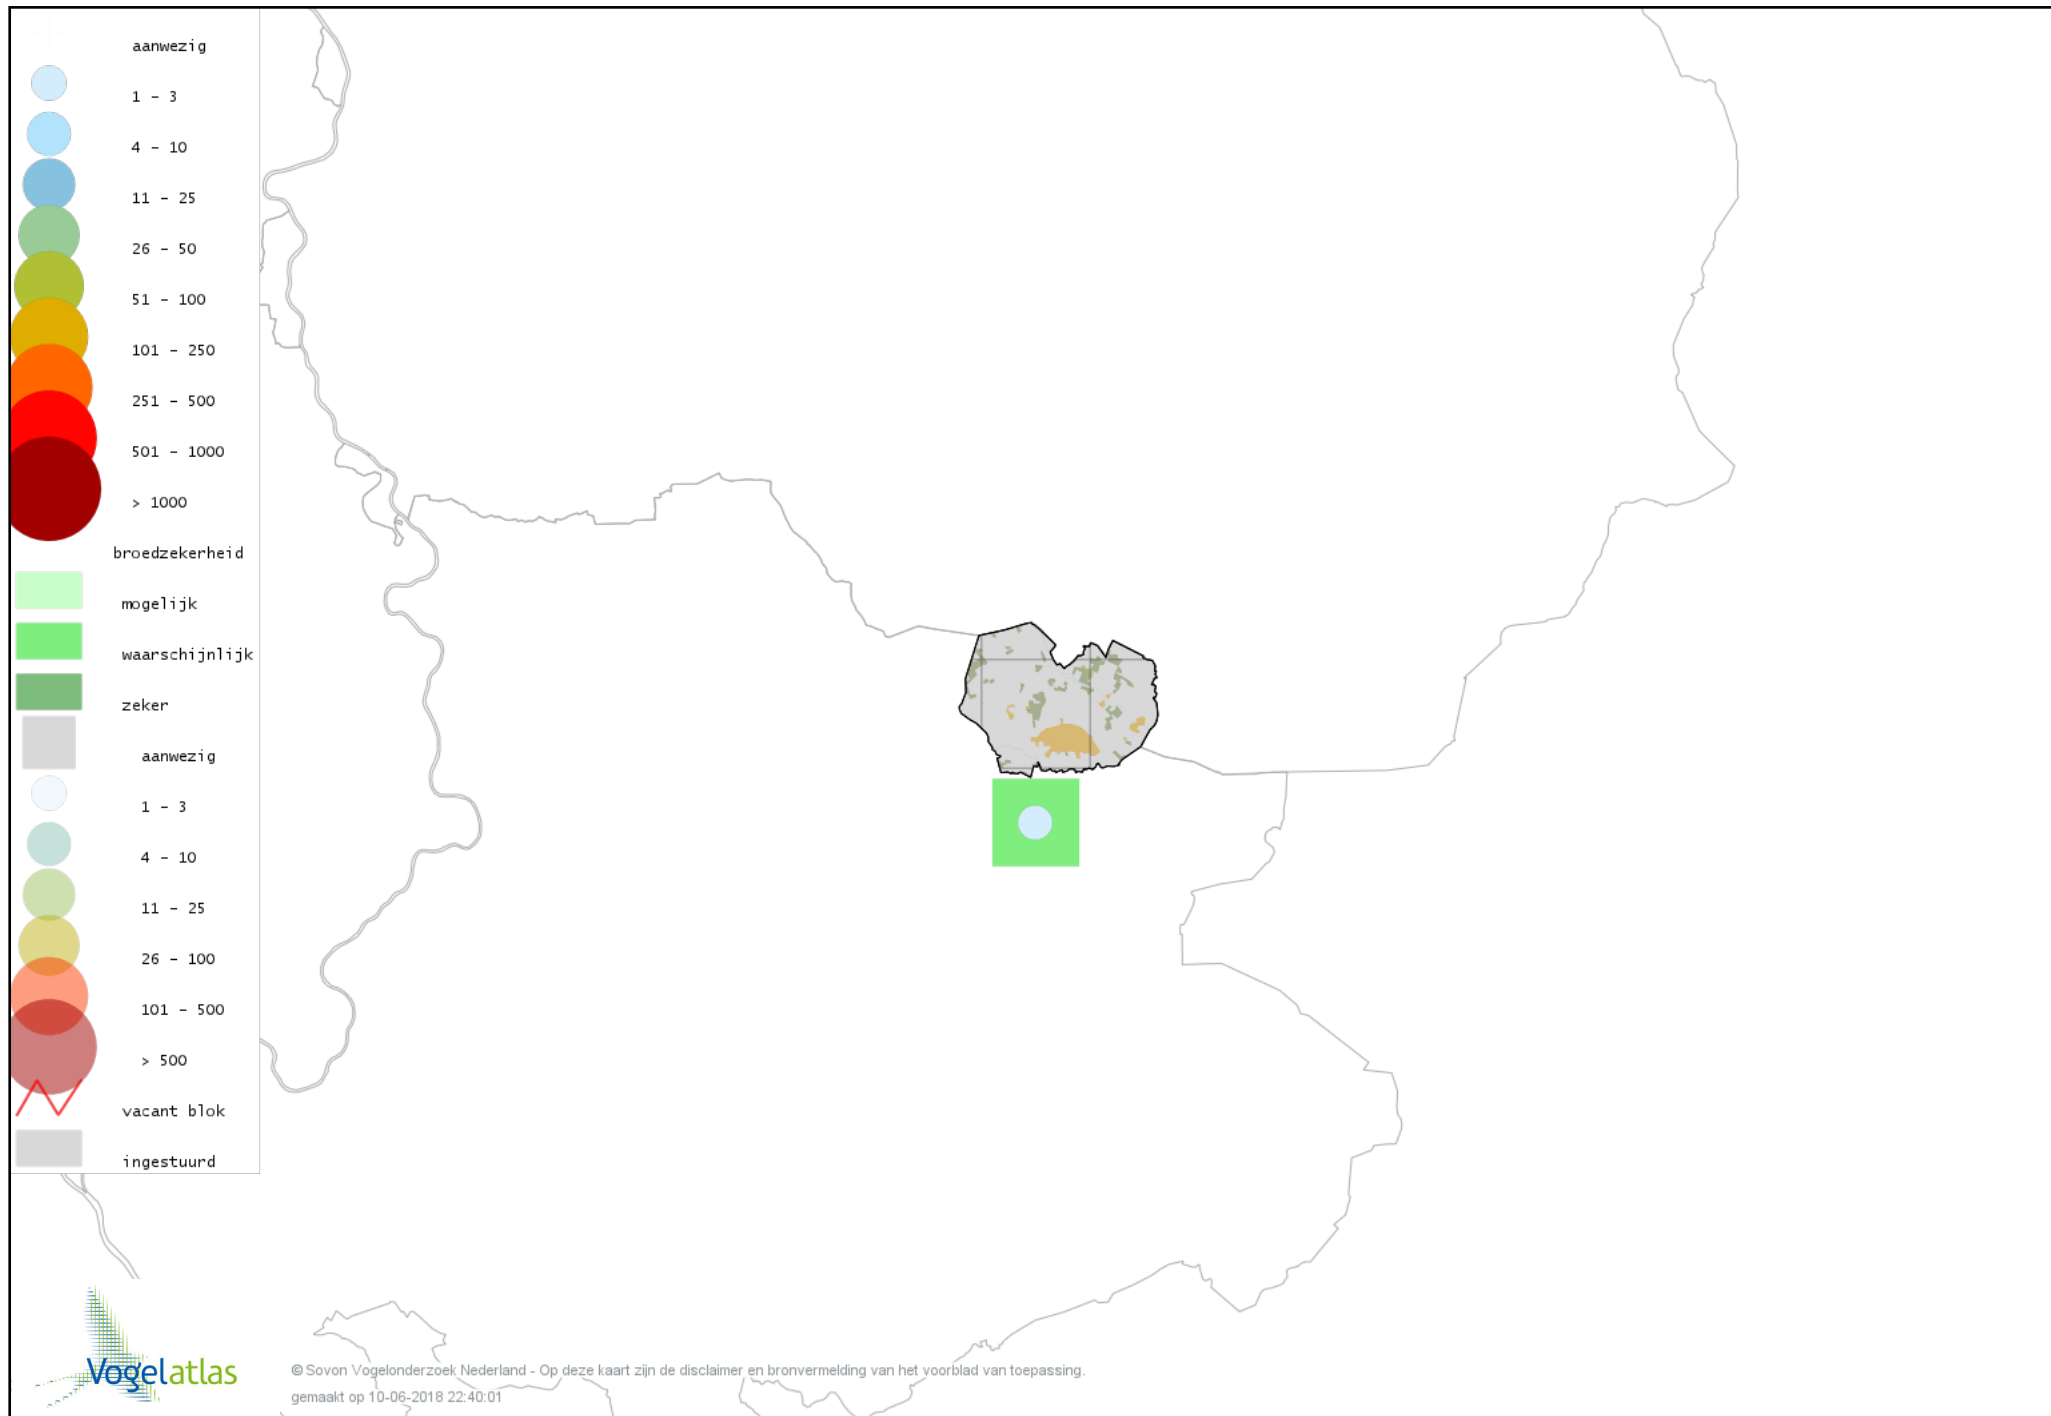 aanwezig
1 - 3
4 - 10
11 - 25
26 - 50
51 - 100
101 - 250
251 - 500
501 - 1000
> 1000
broedzekerheid
mogelijk
waarschijnlijk
zeker
aanwezig
1 - 3
4 - 10
11 - 25
26 - 100
101 - 500
> 500
vacant blok
ingestuurd
Vogelatlas
© Sovon Vogelonderzoek Nederland - Op deze kaart zijn de disclaimer en bronvermelding van het voorblad van toepassing.
gemaakt op 10-06-2018 22:40:01